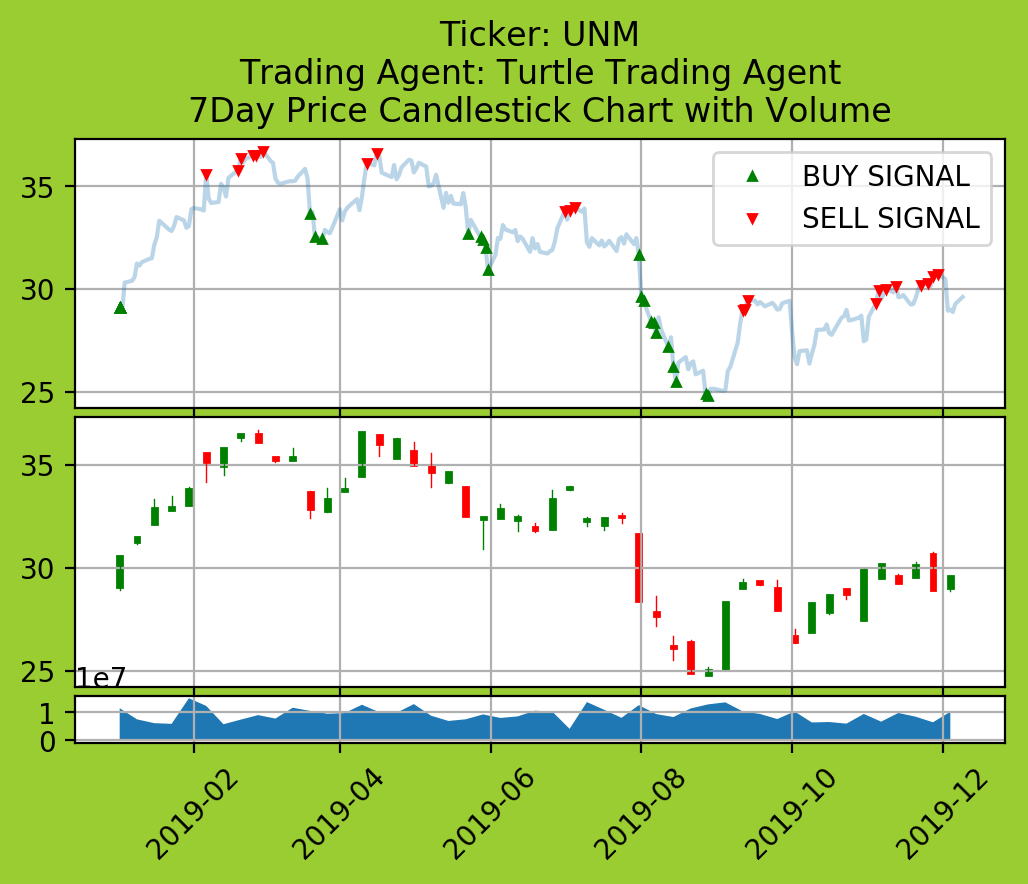 Ticker: UNM
Trading Agent: Turtle Trading Agent
7Day Price Candlestick Chart with Volume
BUY SIGNAL
SELL SIGNAL
35
30
25
35
30
25
1e7
1
0
2019-02
2019-04
2019-06
2019-08
2019-10
2019-12